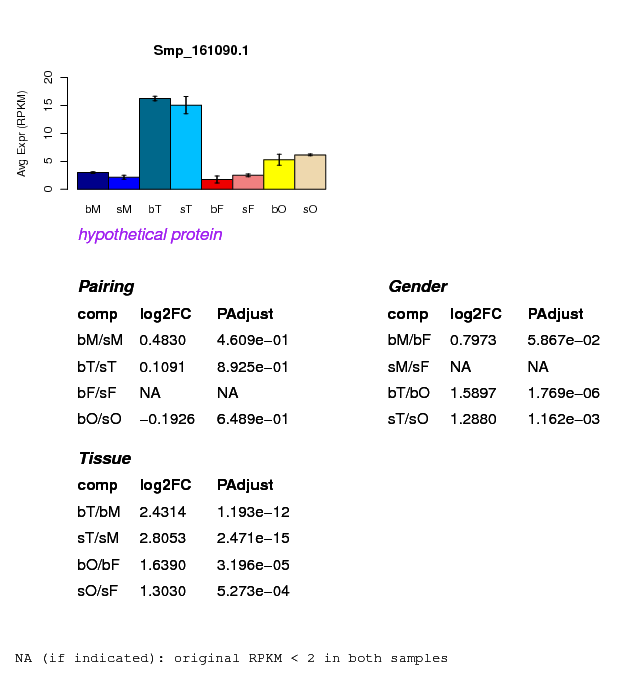 Smp_161090.1
Avg Expr (RPKM)
20
15
10
5
0
bM sM bT sT bF sF bO sO
hypothetical protein
Pairing
comp log2FC PAdjust
bM/sM 0.4830 4.609e−01
bT/sT 0.1091 8.925e−01
bF/sF NA NA
bO/sO −0.1926 6.489e−01
Gender
comp log2FC PAdjust
bM/bF 0.7973 5.867e−02
sM/sF NA NA
bT/bO 1.5897 1.769e−06
sT/sO 1.2880 1.162e−03
Tissue
comp log2FC PAdjust
bT/bM 2.4314 1.193e−12
sT/sM 2.8053 2.471e−15
bO/bF 1.6390 3.196e−05
sO/sF 1.3030 5.273e−04
NA (if indicated): original RPKM < 2 in both samples